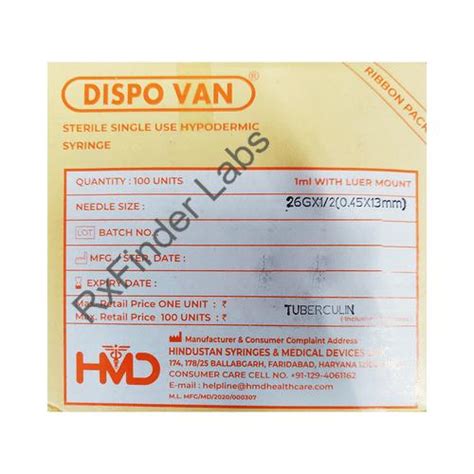 DISPO VAN®
RIBBON PACK
STERILE SINGLE USE HYPODERMIC
SYRINGE
QUANTITY : 100 UNITS
1ml WITH LUER MOUNT
NEEDLE SIZE :
26GX1/2(0.45X13mm)
LOT BATCH NO.
MFG./STER. DATE :
EXPIRY DATE :
Max. Retail Price ONE UNIT : ₹
Max. Retail Price 100 UNITS : ₹
TUBERCULIN
Manufacturer & Consumer Complaint Address
HINDUSTAN SYRINGES & MEDICAL DEVICES
174, 178/25 BALLABGARH, FARIDABAD, HARYANA
CONSUMER CARE CELL NO. +91-129-4061162
E-mail : helpline@hmdhealthcare.com
M.L. MFG/MD/2020/000307
HMD
RxFinder Labs